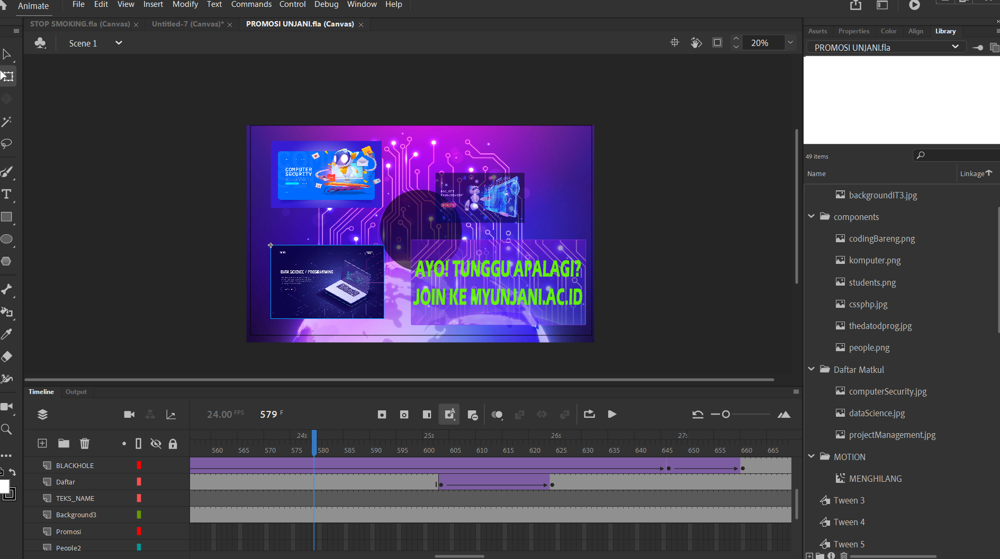 Animate
File Edit View Insert Modify Text Commands Control Debug Window Help
STOP SMOKING.fla (Canvas) Untitled-7 (Canvas)* PROMOSI UNJANI.fla (Canvas)
Scene 1
20%
Assets Properties Color Align Library
PROMOSI UNJANI.fla
49 items
Name Linkage
backgroundIT3.jpg
components
codingBareng.png
komputer.png
students.png
cssphp.jpg
thedatodprog.jpg
people.png
Daftar Matkul
computerSecurity.jpg
dataScience.jpg
projectManagement.jpg
MOTION
MENGHILANG
Tween 3
Tween 4
Tween 5
COMPUTER
SECURITY
PROJECT
MANAGEMENT
DATA SCIENCE / PROGRAMMING
AYO! TUNGGU APALAGI?
JOIN KE MYUNJANI.AC.ID
Timeline Output
24.00 FPS 579 F
24s 25s 26s 27s
560 565 570 575 580 585 590 595 600 605 610 615 620 625 630 635 640 645 650 655 660 665
BLACKHOLE
Daftar
TEKS_NAME
Background3
Promosi
People2